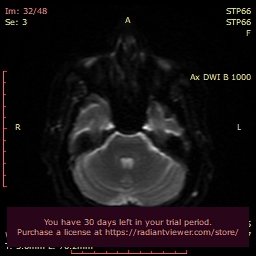 Im: 32/48
Se: 3
STP66
STP66
F
A
Ax DWI B 1000
R
L
You have 30 days left in your trial period.
Purchase a license at https://radiantviewer.com/store/